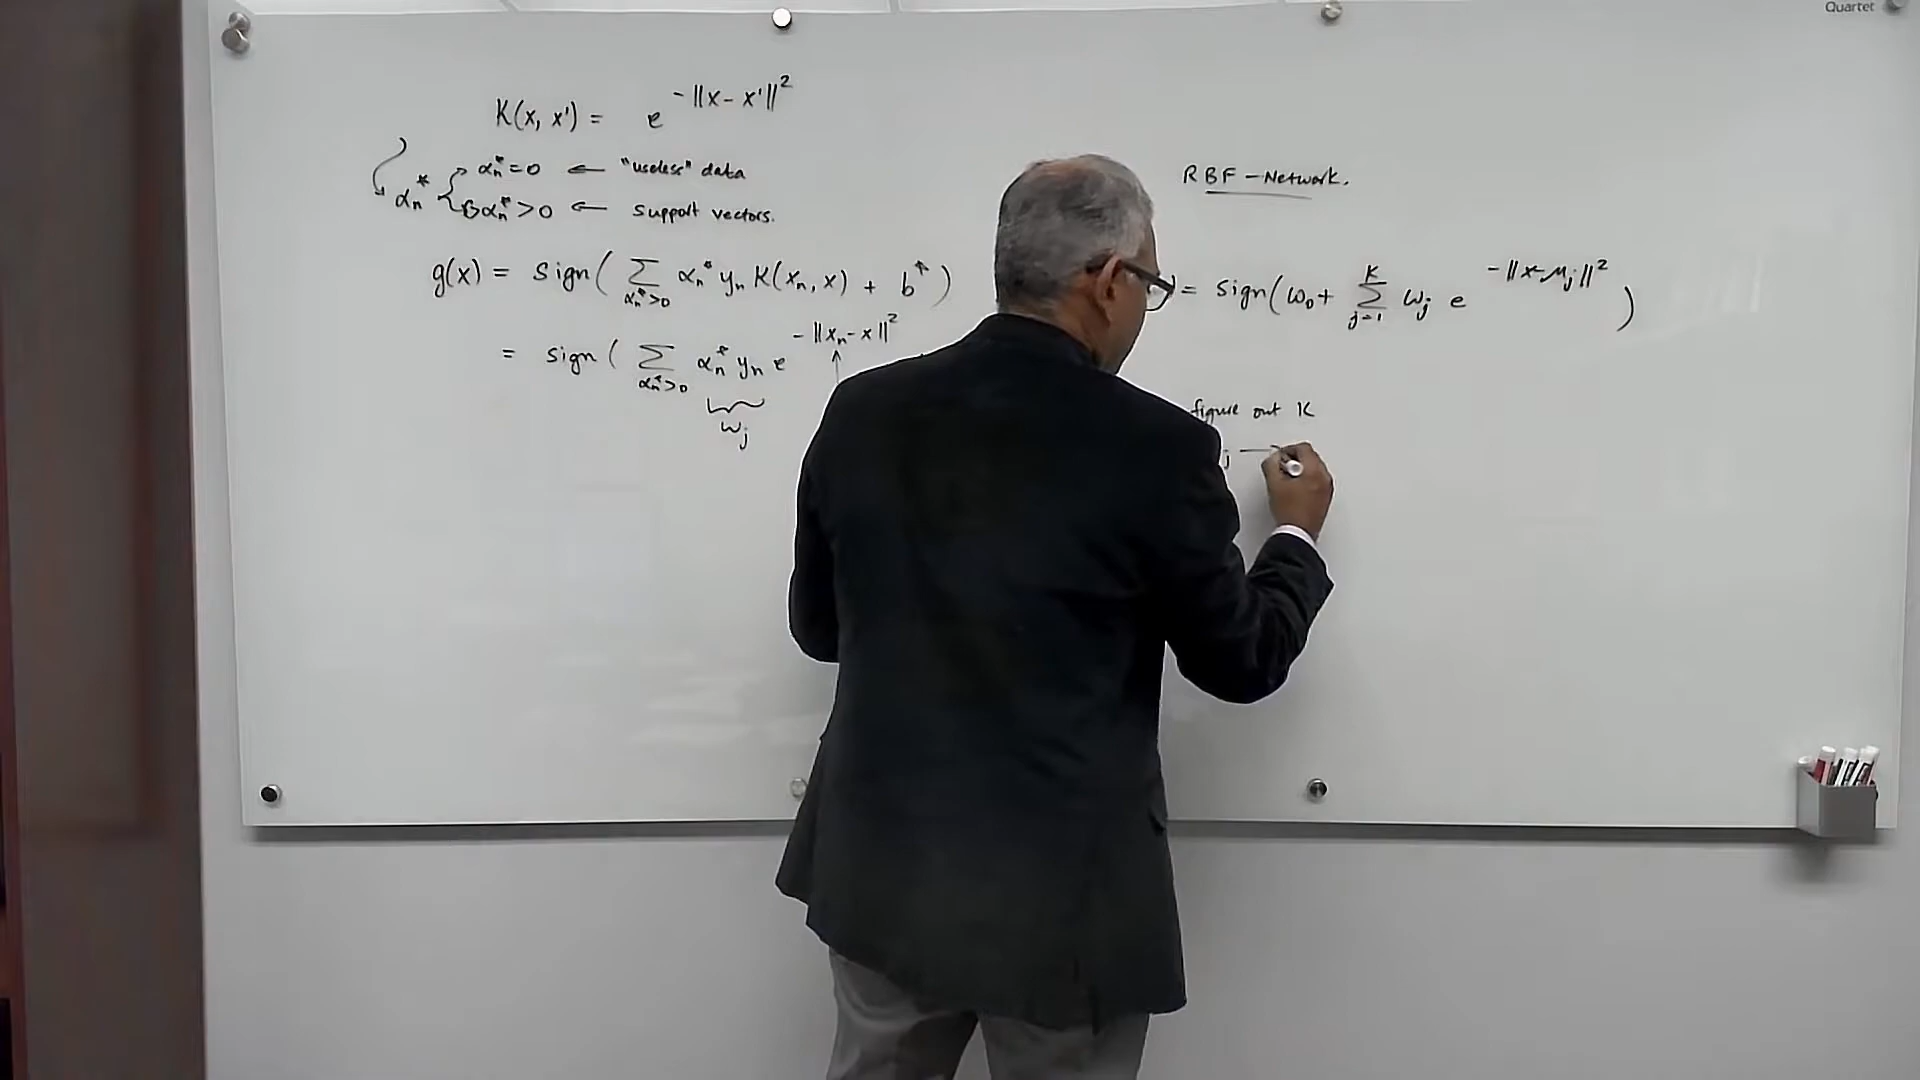 Quartet
K(x, x') = e^{-||x - x'||^2}
α_n^* = 0 ← "useless" data
α_n^*
α_n^* > 0 ← support vectors.
g(x) = sign( Σ_{α_n^*>0} α_n^* y_n K(x_n, x) + b^* )
= sign( Σ_{α_n^*>0} α_n^* y_n e^{-||x_n - x||^2}
w_j
RBF - Network.
) = sign( w_0 + Σ_{j=1}^{K} w_j e^{-||x - μ_j||^2} )
figure out K
j —